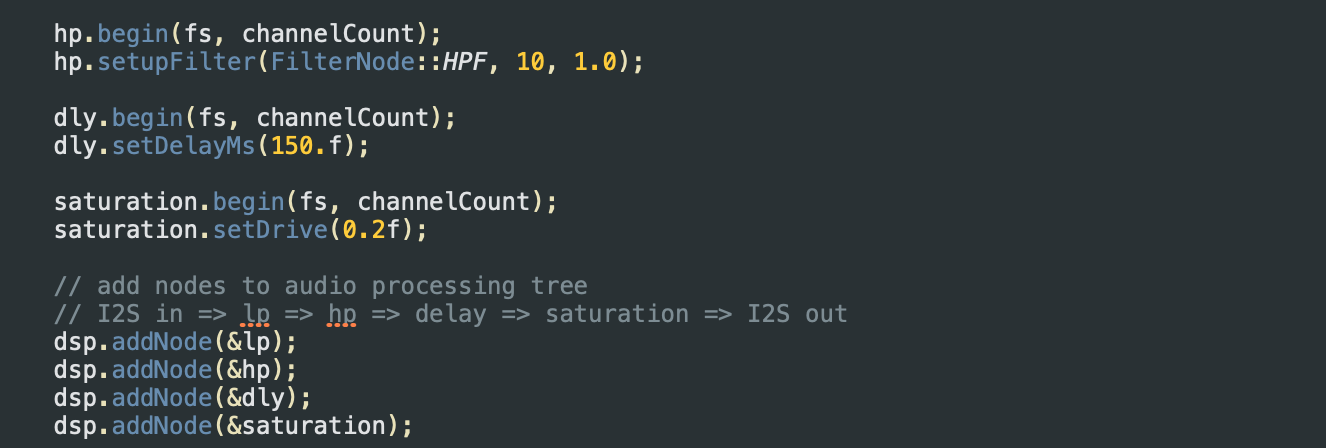 hp.begin(fs, channelCount);
hp.setupFilter(FilterNode::HPF, 10, 1.0);
dly.begin(fs, channelCount);
dly.setDelayMs(150.f);
saturation.begin(fs, channelCount);
saturation.setDrive(0.2f);
// add nodes to audio processing tree
// I2S in => lp => hp => delay => saturation => I2S out
dsp.addNode(&lp);
dsp.addNode(&hp);
dsp.addNode(&dly);
dsp.addNode(&saturation);